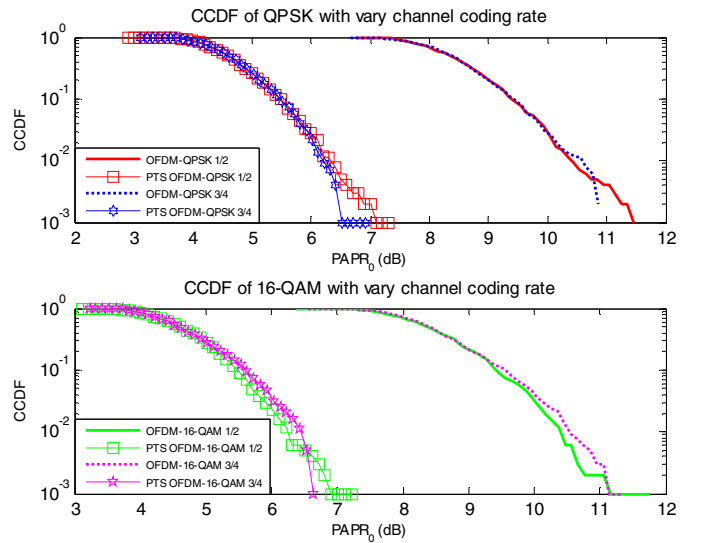 CCDF of QPSK with vary channel coding rate
10^0
10^-1
10^-2
10^-3
CCDF
OFDM-QPSK 1/2
PTS OFDM-QPSK 1/2
OFDM-QPSK 3/4
PTS OFDM-QPSK 3/4
2 3 4 5 6 7 8 9 10 11 12
PAPR_0 (dB)
CCDF of 16-QAM with vary channel coding rate
10^0
10^-1
10^-2
10^-3
CCDF
OFDM-16-QAM 1/2
PTS OFDM-16-QAM 1/2
OFDM-16-QAM 3/4
PTS OFDM-16-QAM 3/4
3 4 5 6 7 8 9 10 11 12
PAPR_0 (dB)